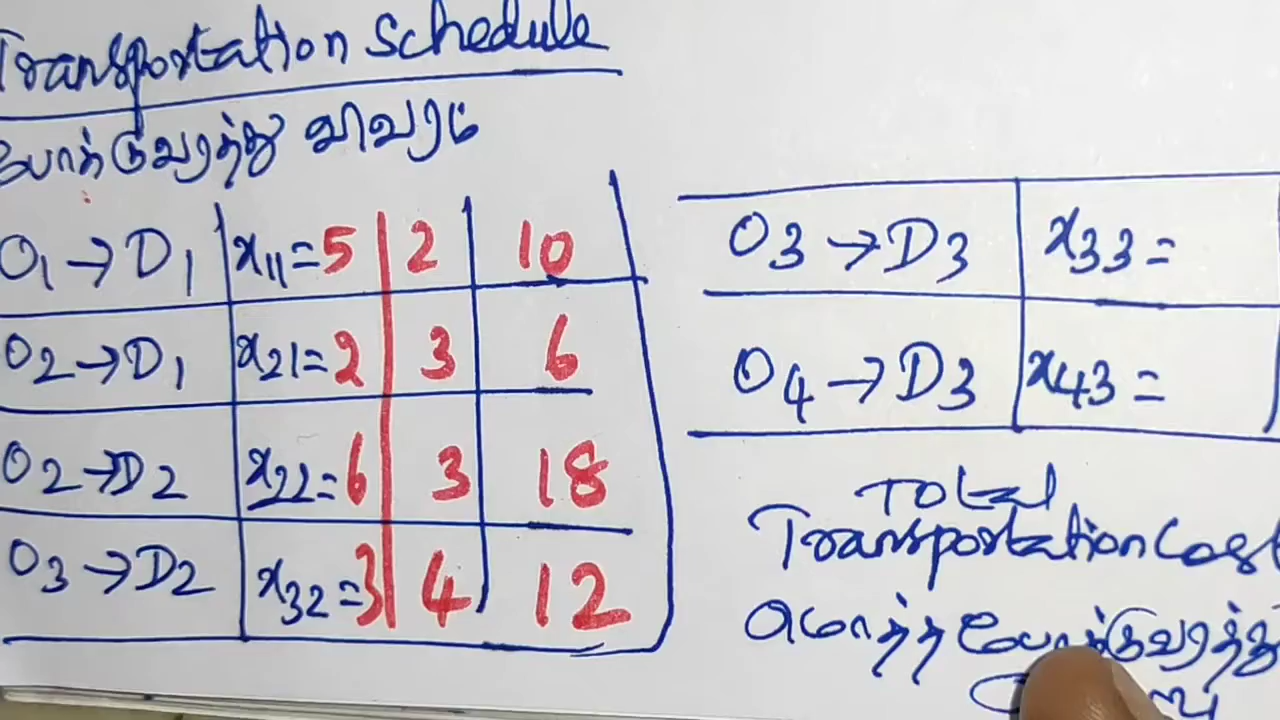 Transportation Schedule
போக்குவரத்து விவரம்
O1 → D1 x11 = 5 2 10
O2 → D1 x21 = 2 3 6
O2 → D2 x22 = 6 3 18
O3 → D2 x32 = 3 4 12
O3 → D3 x33 =
O4 → D3 x43 =
Total
Transportation Cost
மொத்த போக்குவரத்து